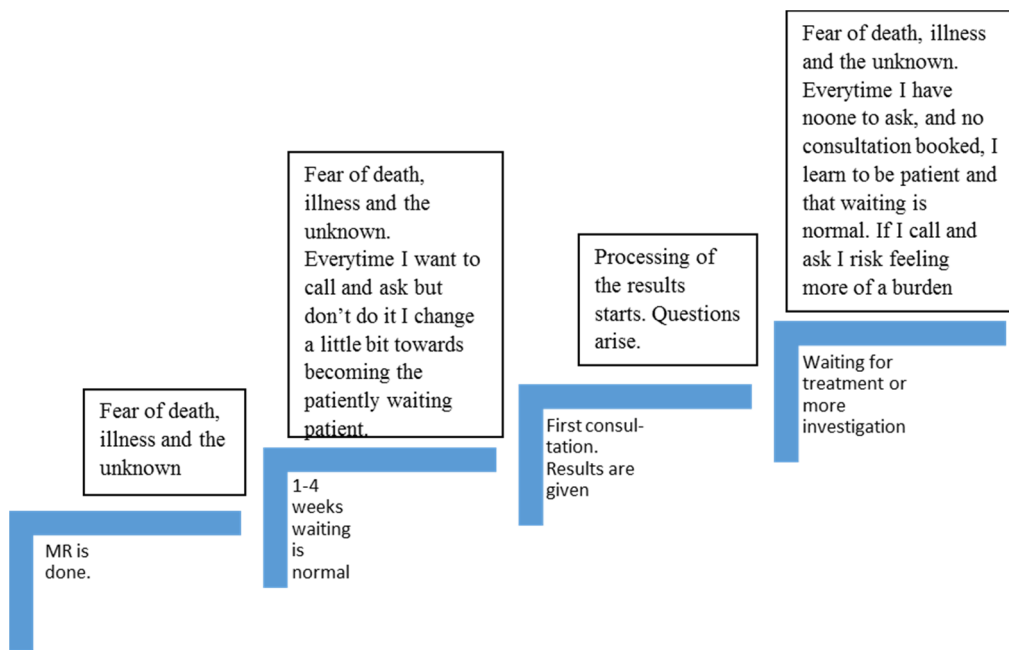 Fear of death,
illness and the
unknown
MR is
done.
Fear of death,
illness and the
unknown.
Everytime I want to
call and ask but
don’t do it I change
a little bit towards
becoming the
patiently waiting
patient.
1-4
weeks
waiting
is
normal
Processing of
the results
starts. Questions
arise.
First consul-
tation.
Results are
given
Fear of death, illness
and the unknown.
Everytime I have
noone to ask, and no
consultation booked, I
learn to be patient and
that waiting is
normal. If I call and
ask I risk feeling
more of a burden
Waiting for
treatment or
more
investigation